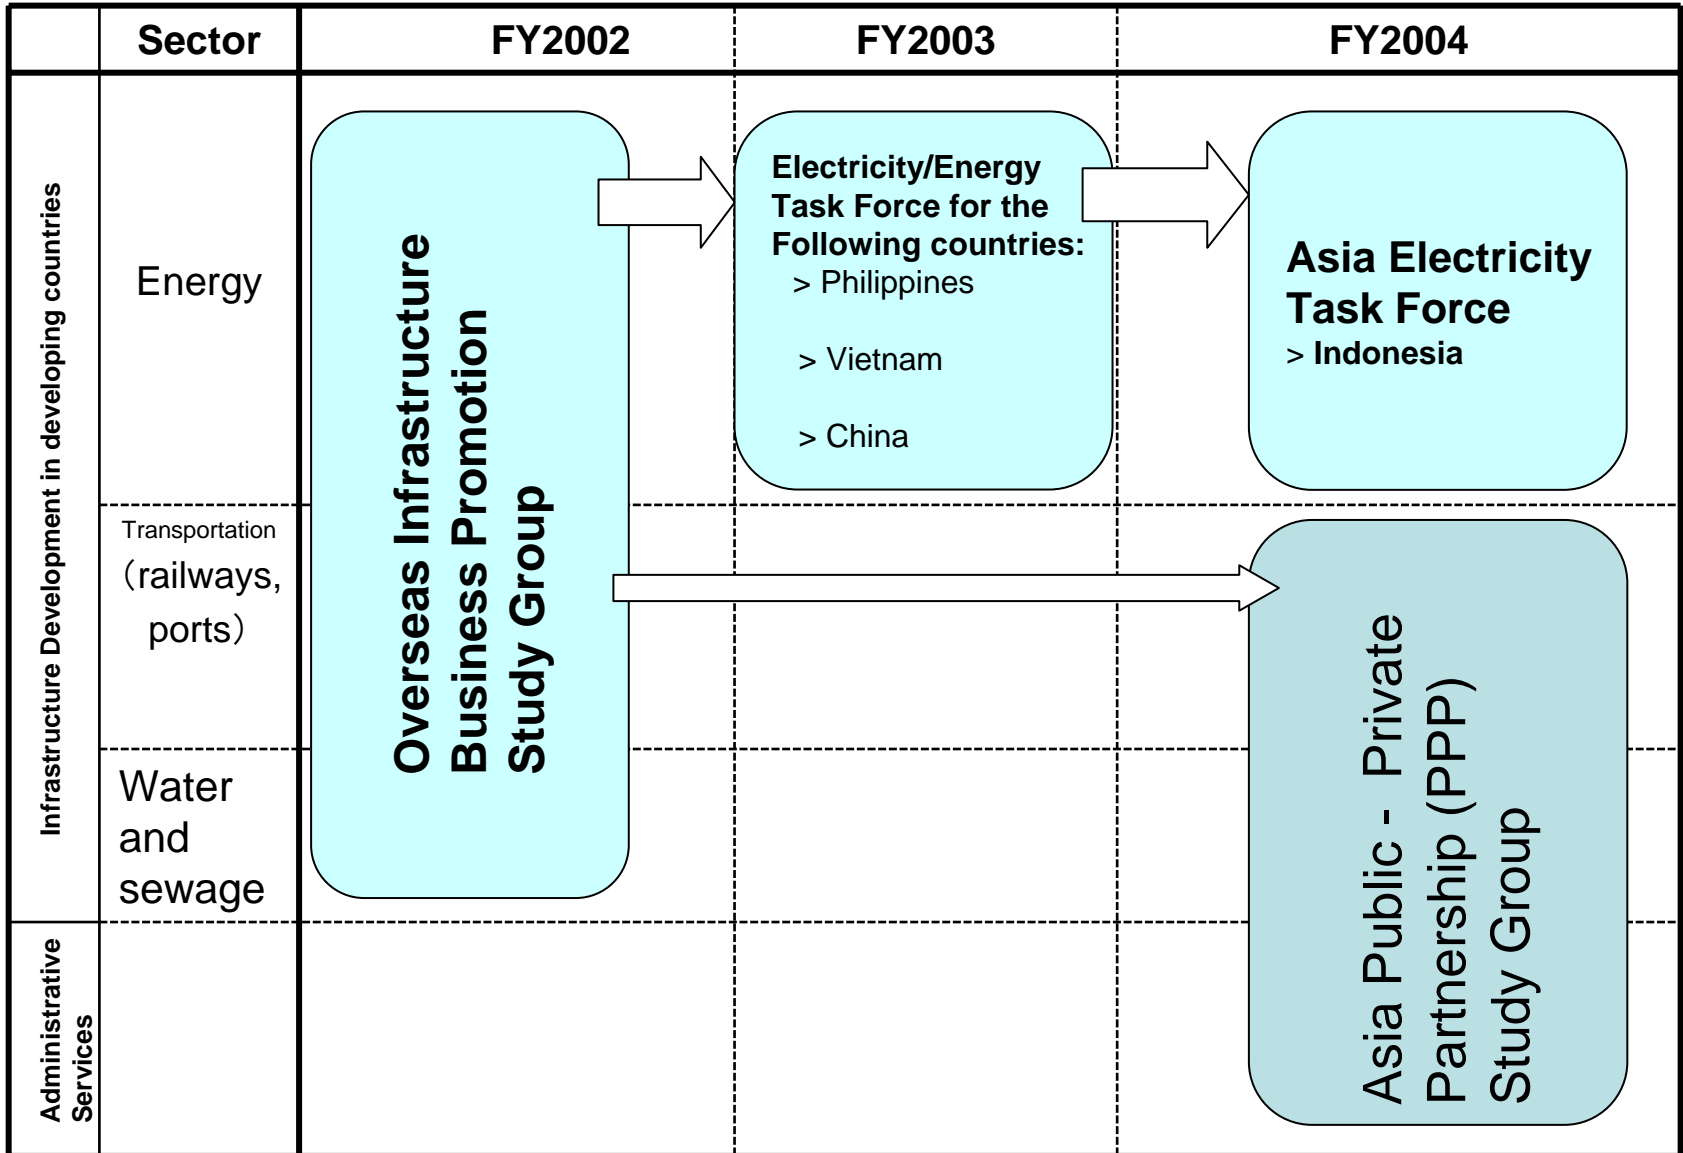 Sector
FY2002
FY2003
FY2004
Infrastructure Development in developing countries
Energy
Overseas Infrastructure
Business Promotion
Study Group
Electricity/Energy
Task Force for the
Following countries:
> Philippines
> Vietnam
> China
Asia Electricity
Task Force
> Indonesia
Transportation
（railways,
ports）
Water
and
sewage
Asia Public - Private
Partnership (PPP)
Study Group
Administrative
Services